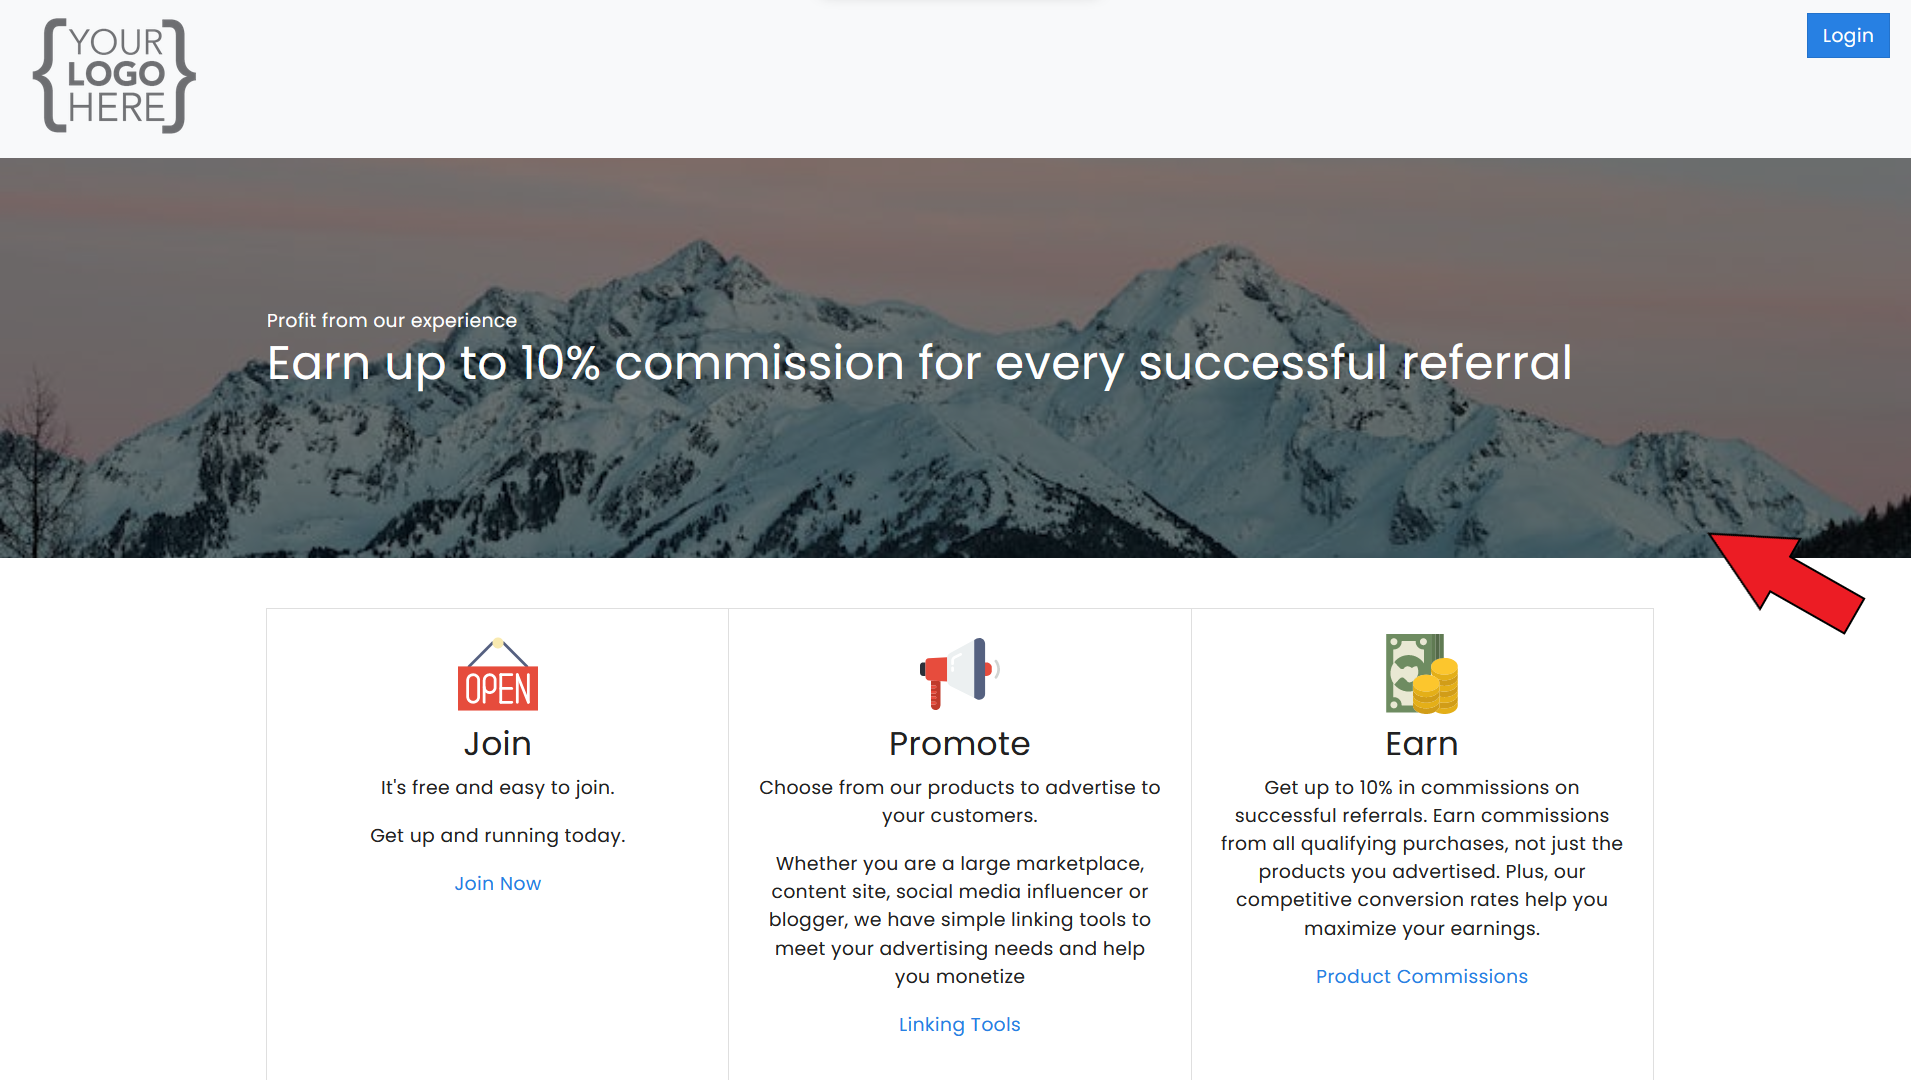 {YOUR
LOGO
HERE}
Login
Profit from our experience
Earn up to 10% commission for every successful referral
OPEN
Join
It's free and easy to join.
Get up and running today.
Join Now
Promote
Choose from our products to advertise to
your customers.
Whether you are a large marketplace,
content site, social media influencer or
blogger, we have simple linking tools to
meet your advertising needs and help
you monetize
Linking Tools
Earn
Get up to 10% in commissions on
successful referrals. Earn commissions
from all qualifying purchases, not just the
products you advertised. Plus, our
competitive conversion rates help you
maximize your earnings.
Product Commissions